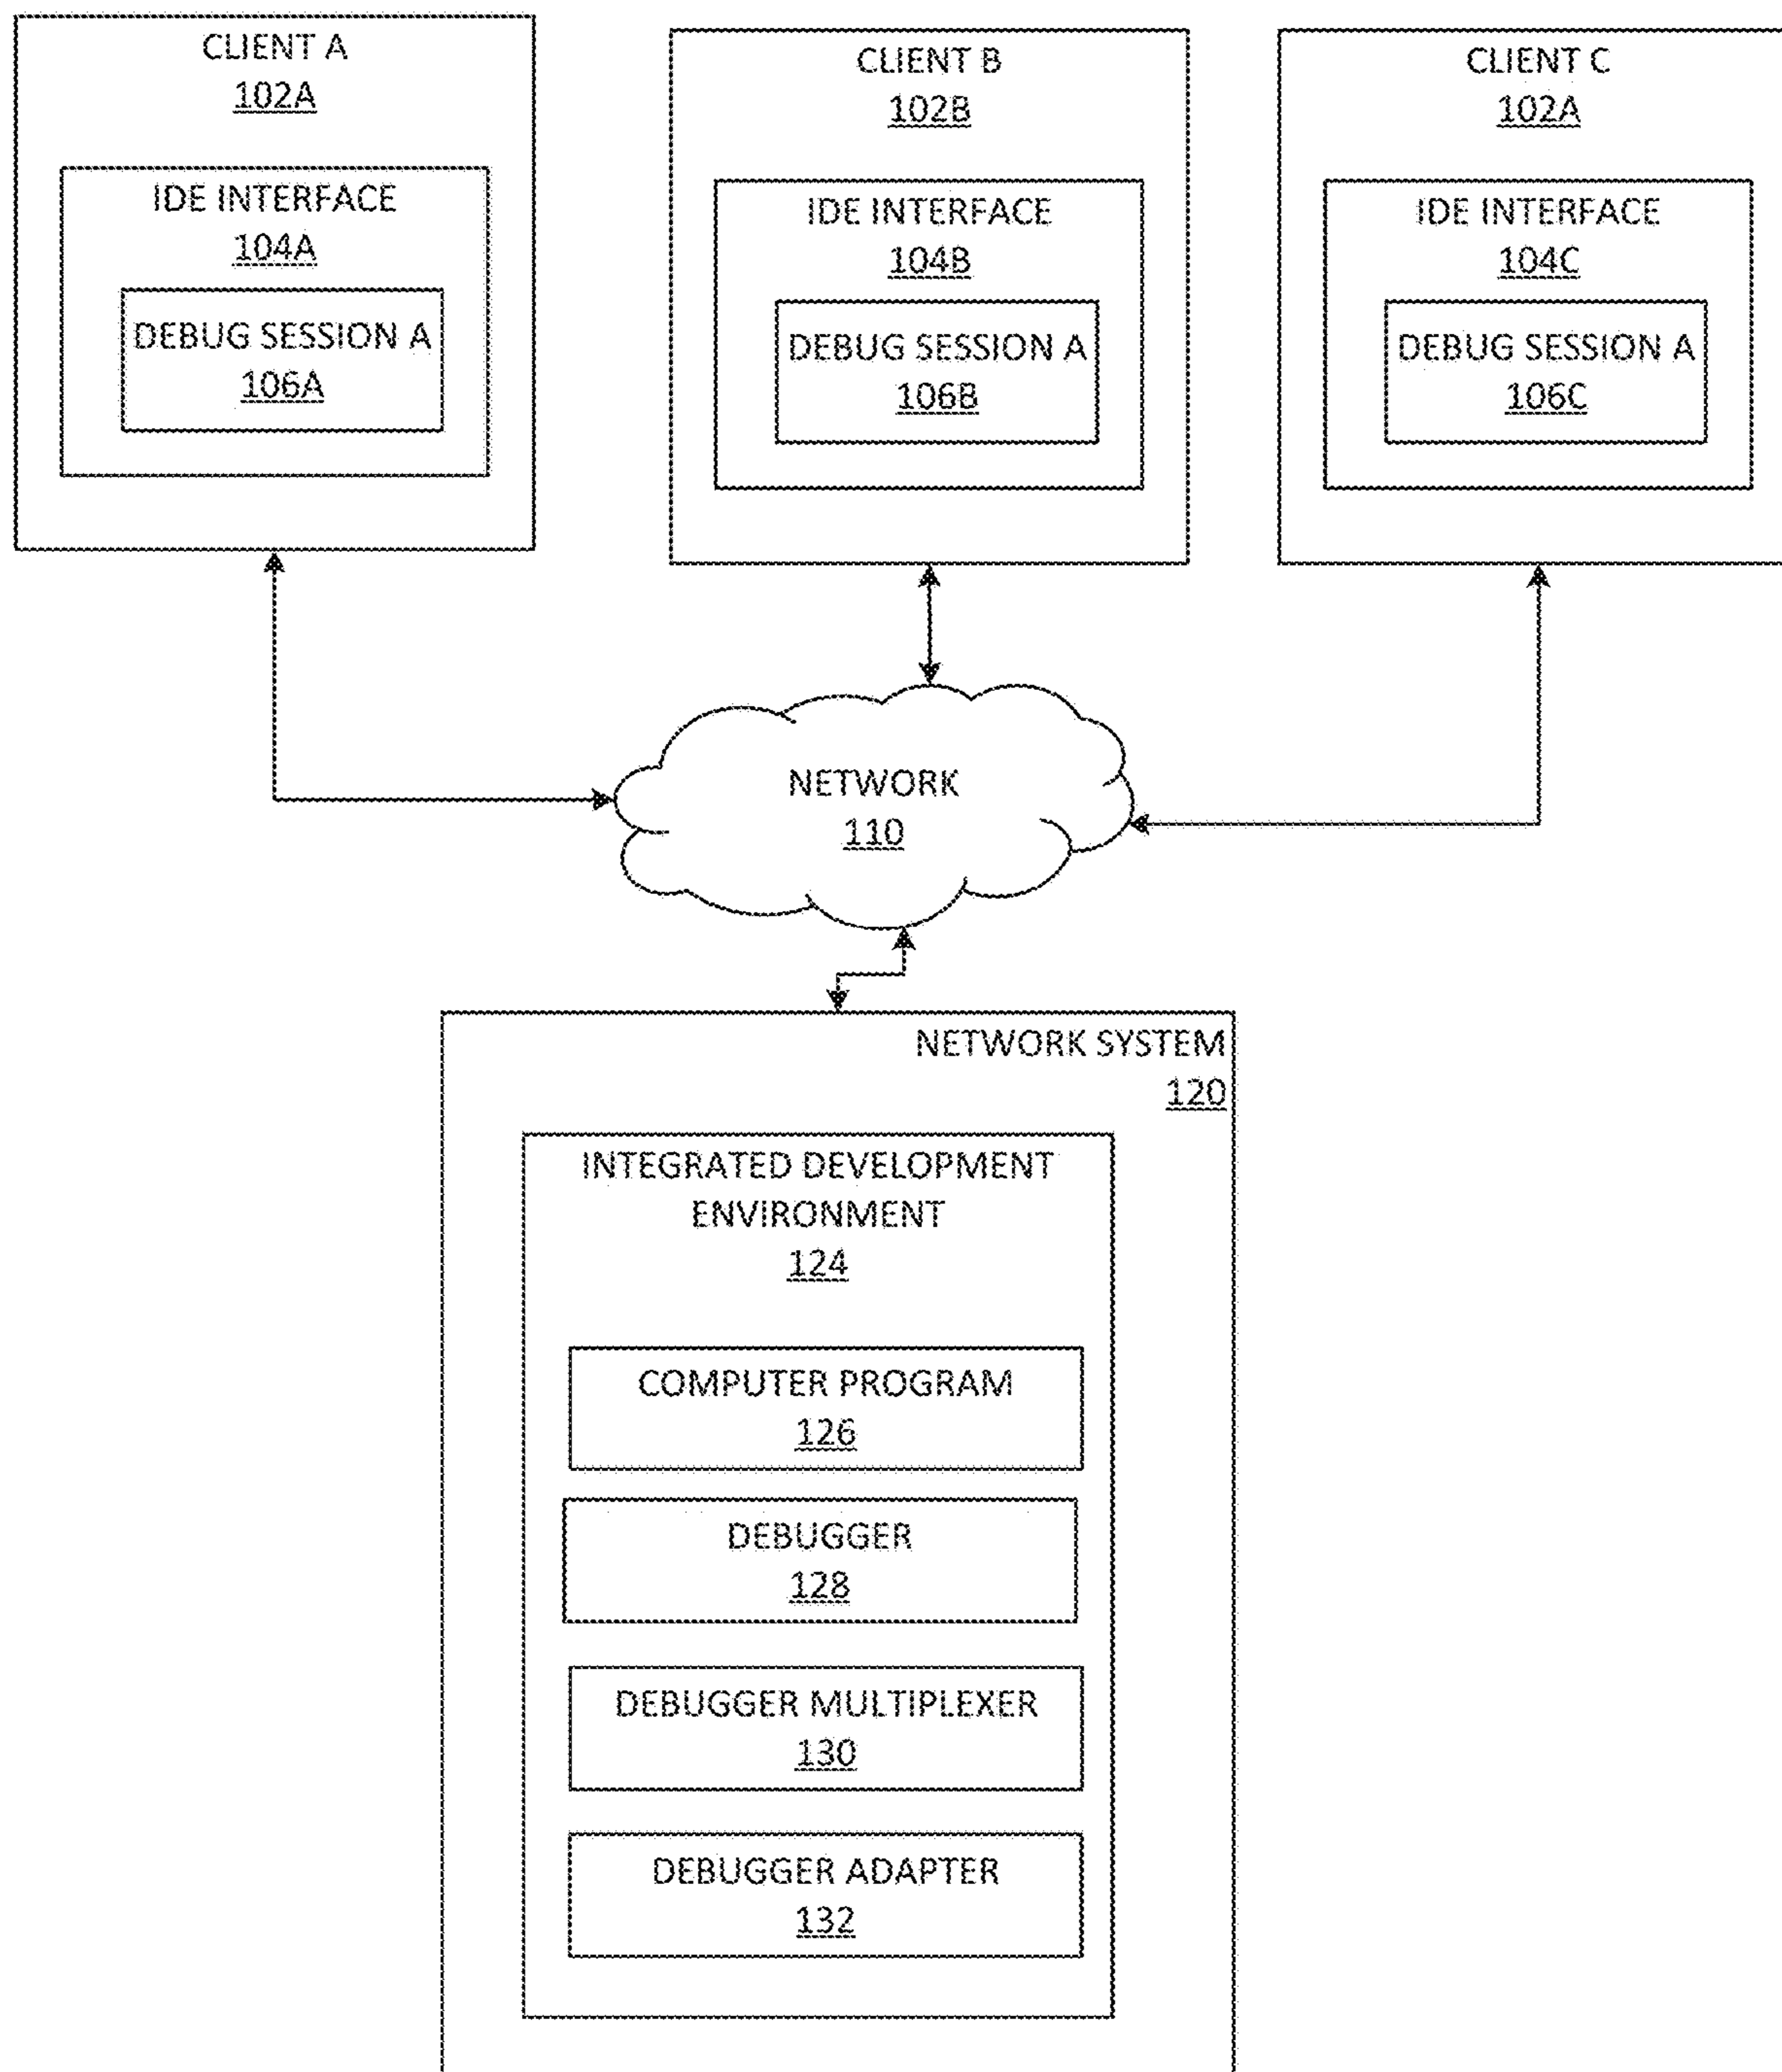 CLIENT A
102A
IDE INTERFACE
104A
DEBUG SESSION A
106A
CLIENT B
102B
IDE INTERFACE
104B
DEBUG SESSION A
106B
CLIENT C
102A
IDE INTERFACE
104C
DEBUG SESSION A
106C
NETWORK
110
NETWORK SYSTEM
120
INTEGRATED DEVELOPMENT
ENVIRONMENT
124
COMPUTER PROGRAM
126
DEBUGGER
128
DEBUGGER MULTIPLEXER
130
DEBUGGER ADAPTER
132